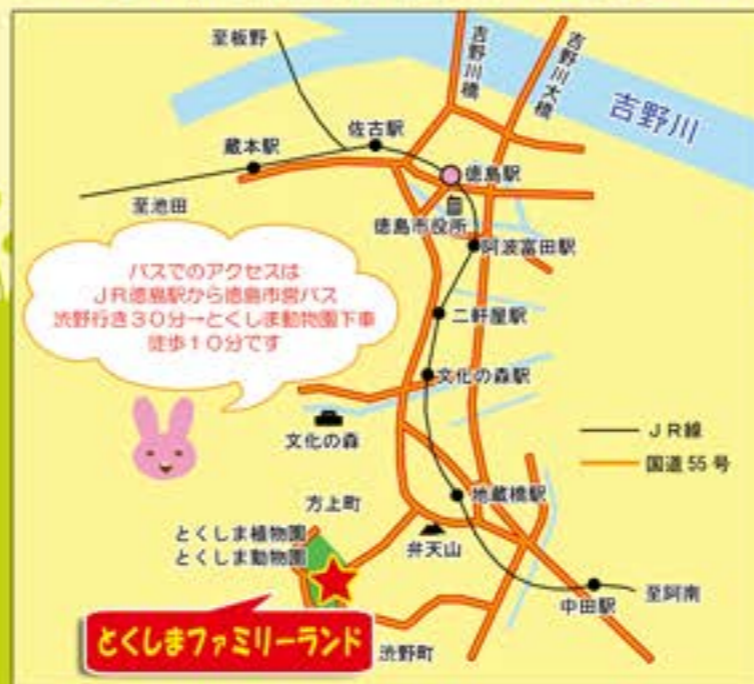 至板野
吉野川橋
吉野川大橋
吉野川
佐古駅
蔵本駅
徳島駅
至池田
徳島市役所
阿波富田駅
バスでのアクセスは
JR徳島駅から徳島市営バス
渋野行き30分→とくしま動物園下車
徒歩10分です
二軒屋駅
文化の森駅
文化の森
JR線
国道55号
地蔵橋駅
方上町
とくしま植物園
とくしま動物園
弁天山
中田駅
至阿南
とくしまファミリーランド
渋野町